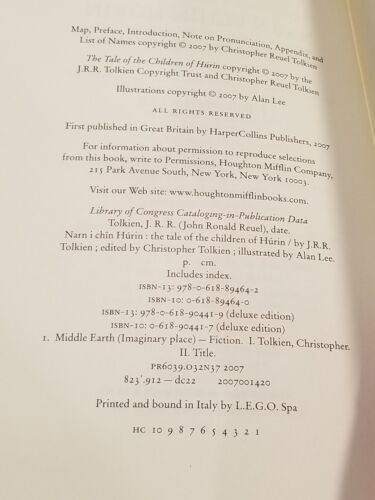 Map, Preface, Introduction, Note on Pronunciation, Appendix, and
List of Names copyright © 2007 by Christopher Reuel Tolkien
The Tale of the Children of Húrin copyright © 2007 by the
J.R.R. Tolkien Copyright Trust and Christopher Reuel Tolkien
Illustrations copyright © 2007 by Alan Lee
ALL RIGHTS RESERVED
First published in Great Britain by HarperCollins Publishers, 2007
For information about permission to reproduce selections
from this book, write to Permissions, Houghton Mifflin Company,
215 Park Avenue South, New York, New York 10003.
Visit our Web site: www.houghtonmifflinbooks.com.
Library of Congress Cataloging-in-Publication Data
Tolkien, J. R. R. (John Ronald Reuel), date.
Narn i chîn Húrin : the tale of the children of Húrin / by J.R.R.
Tolkien ; edited by Christopher Tolkien ; illustrated by Alan Lee.
p. cm.
Includes index.
ISBN-13: 978-0-618-89464-2
ISBN-10: 0-618-89464-0
ISBN-13: 978-0-618-90441-9 (deluxe edition)
ISBN-10: 0-618-90441-7 (deluxe edition)
1. Middle Earth (Imaginary place) — Fiction. I. Tolkien, Christopher.
II. Title.
PR6039.O32N37 2007
823'.912 — dc22 2007001420
Printed and bound in Italy by L.E.G.O. Spa
HC 10 9 8 7 6 5 4 3 2 1